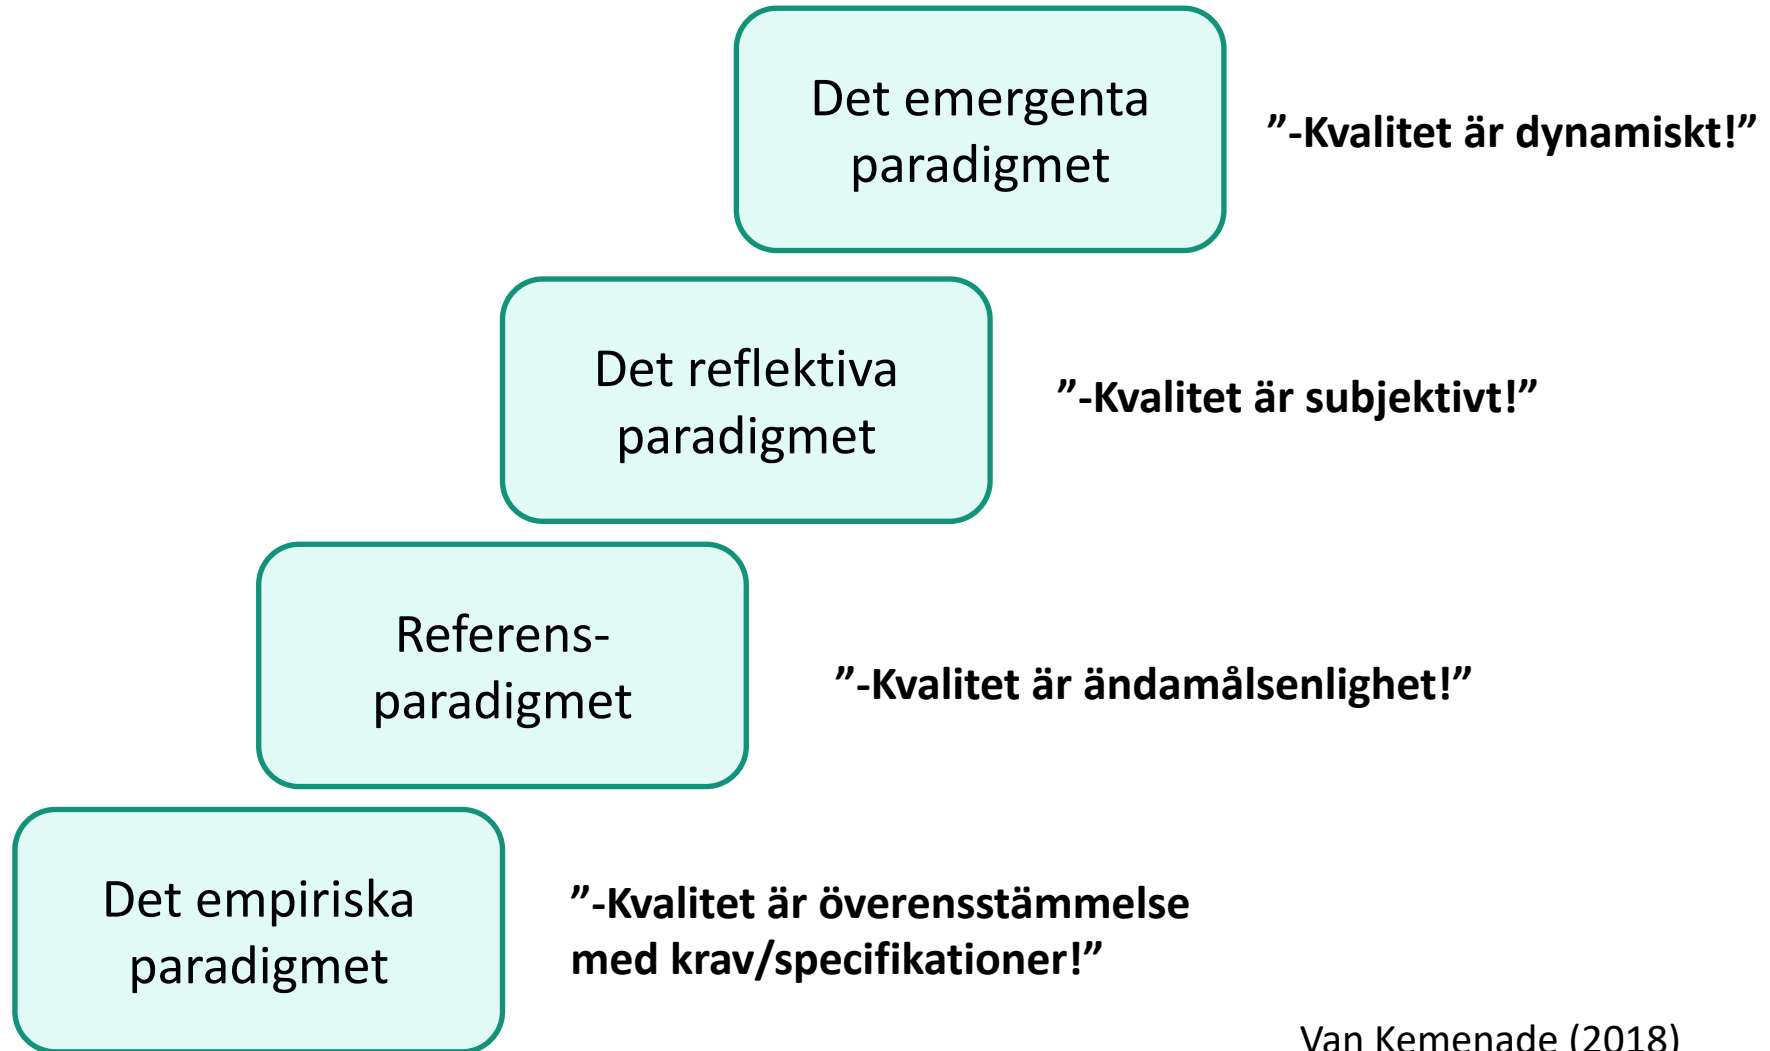 Det emergenta
paradigmet
”-Kvalitet är dynamiskt!”
Det reflektiva
paradigmet
”-Kvalitet är subjektivt!”
Referens-
paradigmet
”-Kvalitet är ändamålsenlighet!”
Det empiriska
paradigmet
”-Kvalitet är överensstämmelse
med krav/specifikationer!”
Van Kemenade (2018)